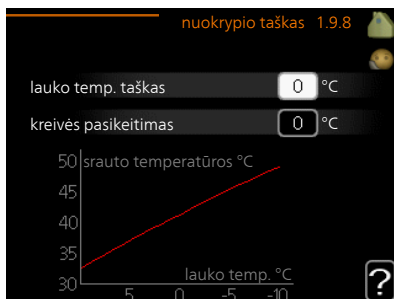 nuokrypio taškas 1.9.8
lauko temp. taškas 0 °C
kreivės pasikeitimas 0 °C
50 srauto temperatūros °C
45
40
35
30
lauko temp. °C
5 0 -5 -10
?